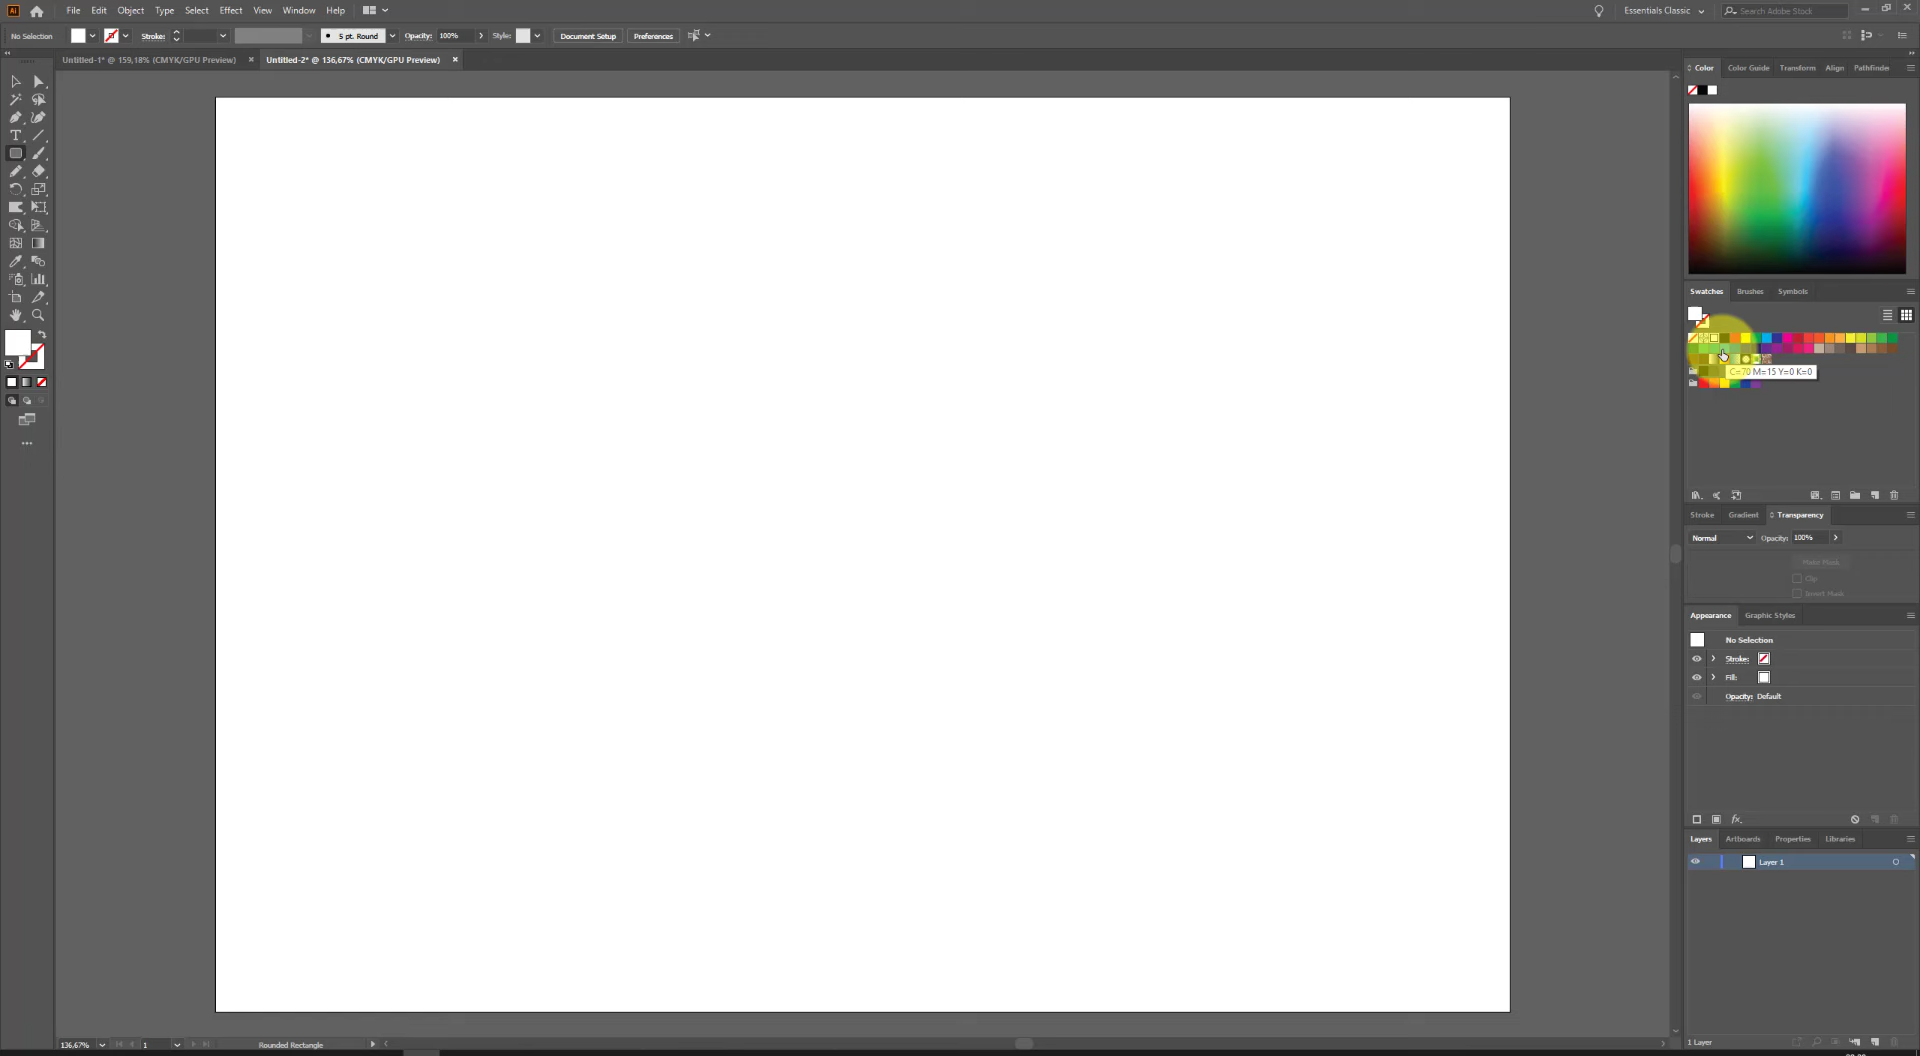 Ai File Edit Object Type Select Effect View Window Help Essentials Classic Search Adobe Stock
No Selection Stroke: 5 pt. Round Opacity: 100% Style: Document Setup Preferences
Untitled-1* @ 159,18% (CMYK/GPU Preview) × Untitled-2* @ 136,67% (CMYK/GPU Preview) ×
Color Color Guide Transform Align Pathfinder
Swatches Brushes Symbols
C=70 M=15 Y=0 K=0
Stroke Gradient Transparency
Normal Opacity: 100%
Make Mask
Clip
Invert Mask
Appearance Graphic Styles
No Selection
Stroke:
Fill:
Opacity: Default
fx.
Layers Artboards Properties Libraries
Layer 1
1 Layer
136,67% 1 Rounded Rectangle